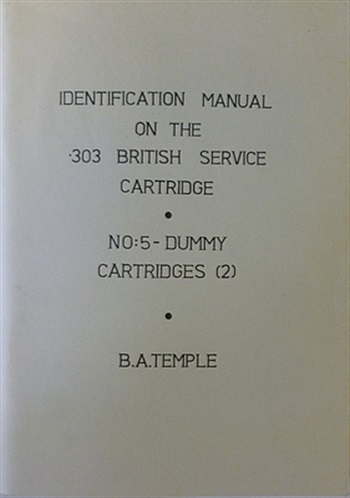 IDENTIFICATION MANUAL
ON THE
·303 BRITISH SERVICE
CARTRIDGE
•
NO:5-DUMMY
CARTRIDGES (2)
•
B.A.TEMPLE